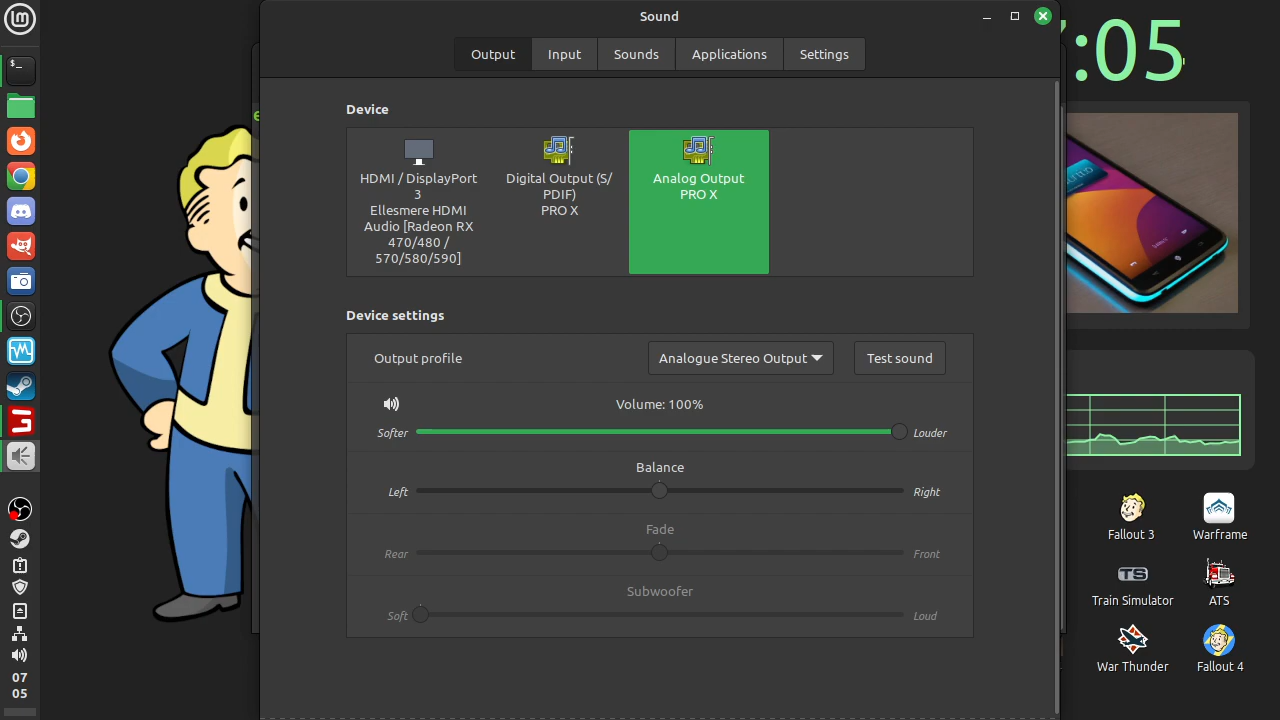 Sound
Output
Input
Sounds
Applications
Settings
:05
Device
HDMI / DisplayPort
3
Ellesmere HDMI
Audio [Radeon RX
470/480 /
570/580/590]
Digital Output (S/
PDIF)
PRO X
Analog Output
PRO X
Device settings
Output profile
Analogue Stereo Output
Test sound
Volume: 100%
Softer
Louder
Balance
Left
Right
Fade
Rear
Front
Subwoofer
Soft
Loud
Fallout 3
Warframe
TS
Train Simulator
ATS
War Thunder
Fallout 4
07
05